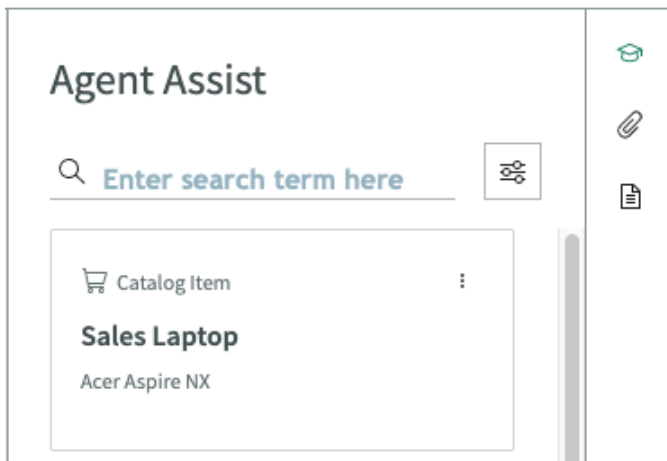 Agent Assist
Enter search term here
Catalog Item
Sales Laptop
Acer Aspire NX